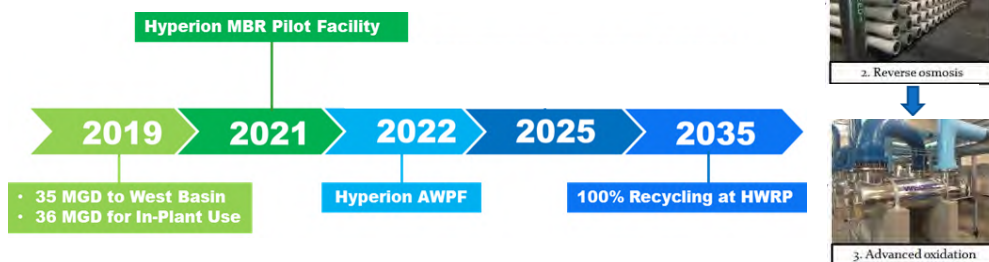 Hyperion MBR Pilot Facility
2019
2021
2022
2025
2035
• 35 MGD to West Basin
• 36 MGD for In-Plant Use
Hyperion AWPF
100% Recycling at HWRP
2. Reverse osmosis
3. Advanced oxidation